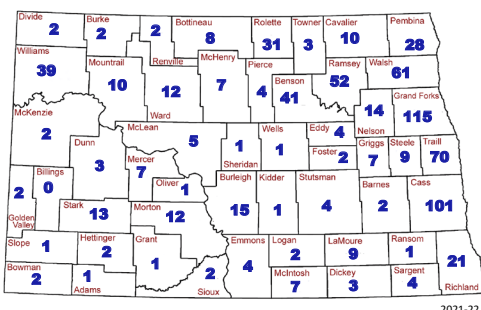 Divide
2
Burke
2
2
Renville
Bottineau
8
Rolette
31
Towner
3
Cavalier
10
Pembina
28
Williams
39
Mountrail
10
12
Ward
McHenry
7
Pierce
4
Benson
41
Ramsey
52
Walsh
61
McKenzie
2
McLean
5
1
Sheridan
Wells
1
Eddy 4
Foster 2
14
Nelson
Grand Forks
115
Dunn
3
Mercer
7
Oliver 1
Griggs
7
Steele
9
Traill
70
2
Golden
Valley
Billings
0
Stark
13
Morton
12
Burleigh
15
Kidder
1
Stutsman
4
Barnes
2
Cass
101
Slope 1
Hettinger
2
Grant
1
Emmons
4
Logan
2
LaMoure
9
Ransom
1
21
Richland
Bowman
2
1
Adams
2
Sioux
McIntosh
7
Dickey
3
Sargent
4
2021-22